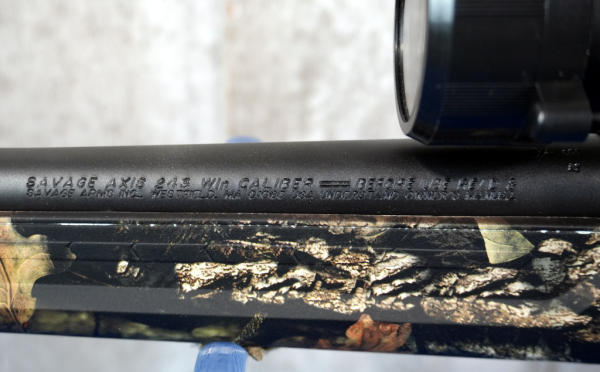 SAVAGE AXIS 243 Win CALIBER BEFORE USE READ &
SAVAGE ARMS INC. WESTFIELD, MA 01085 USA UNDERSTAND OWNER'S MANUAL